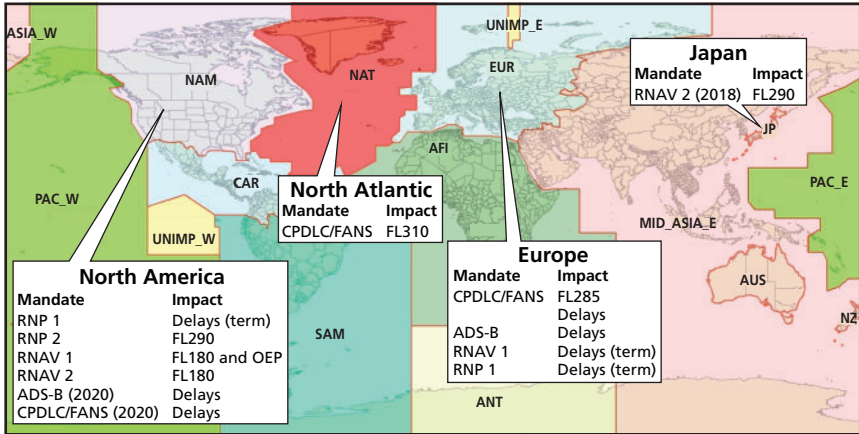 ASIA_W
UNIMP_E
NAM
NAT
EUR
Japan
Mandate Impact
RNAV 2 (2018) FL290
JP
AFI
CAR
PAC_W
PAC_E
North Atlantic
Mandate Impact
CPDLC/FANS FL310
UNIMP_W
MID_ASIA_E
North America
Mandate Impact
RNP 1 Delays (term)
RNP 2 FL290
RNAV 1 FL180 and OEP
RNAV 2 FL180
ADS-B (2020) Delays
CPDLC/FANS (2020) Delays
Europe
Mandate Impact
CPDLC/FANS FL285
Delays
ADS-B Delays
RNAV 1 Delays (term)
RNP 1 Delays (term)
AUS
NZ
SAM
ANT